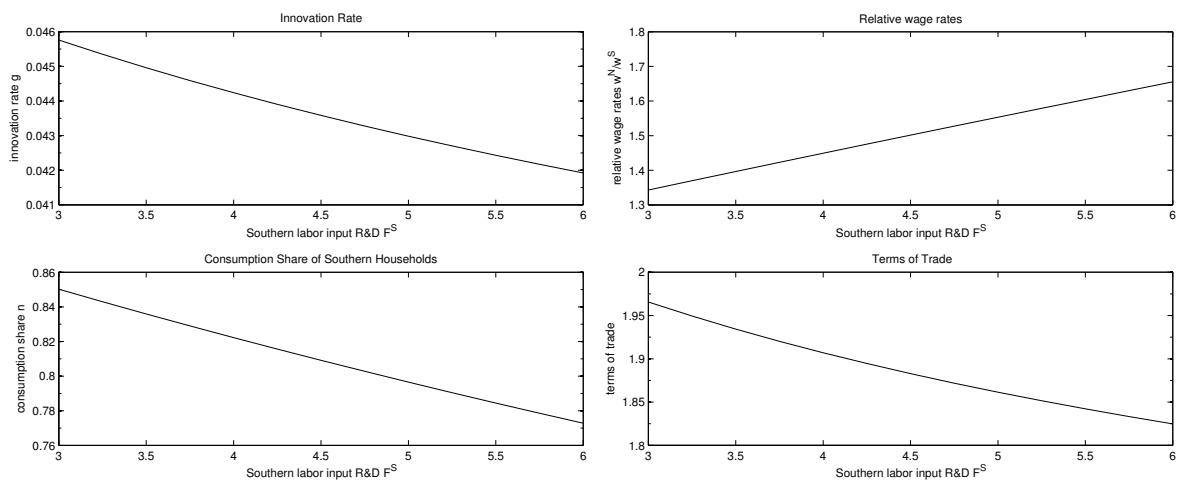 Innovation Rate
innovation rate g
0.046
0.045
0.044
0.043
0.042
0.041
3 3.5 4 4.5 5 5.5 6
Southern labor input R&D F^S
Relative wage rates
relative wage rates w^N/w^S
1.8
1.7
1.6
1.5
1.4
1.3
3 3.5 4 4.5 5 5.5 6
Southern labor input R&D F^S
Consumption Share of Southern Households
consumption share n
0.86
0.84
0.82
0.8
0.78
0.76
3 3.5 4 4.5 5 5.5 6
Southern labor input R&D F^S
Terms of Trade
terms of trade
2
1.95
1.9
1.85
1.8
3 3.5 4 4.5 5 5.5 6
Southern labor input R&D F^S